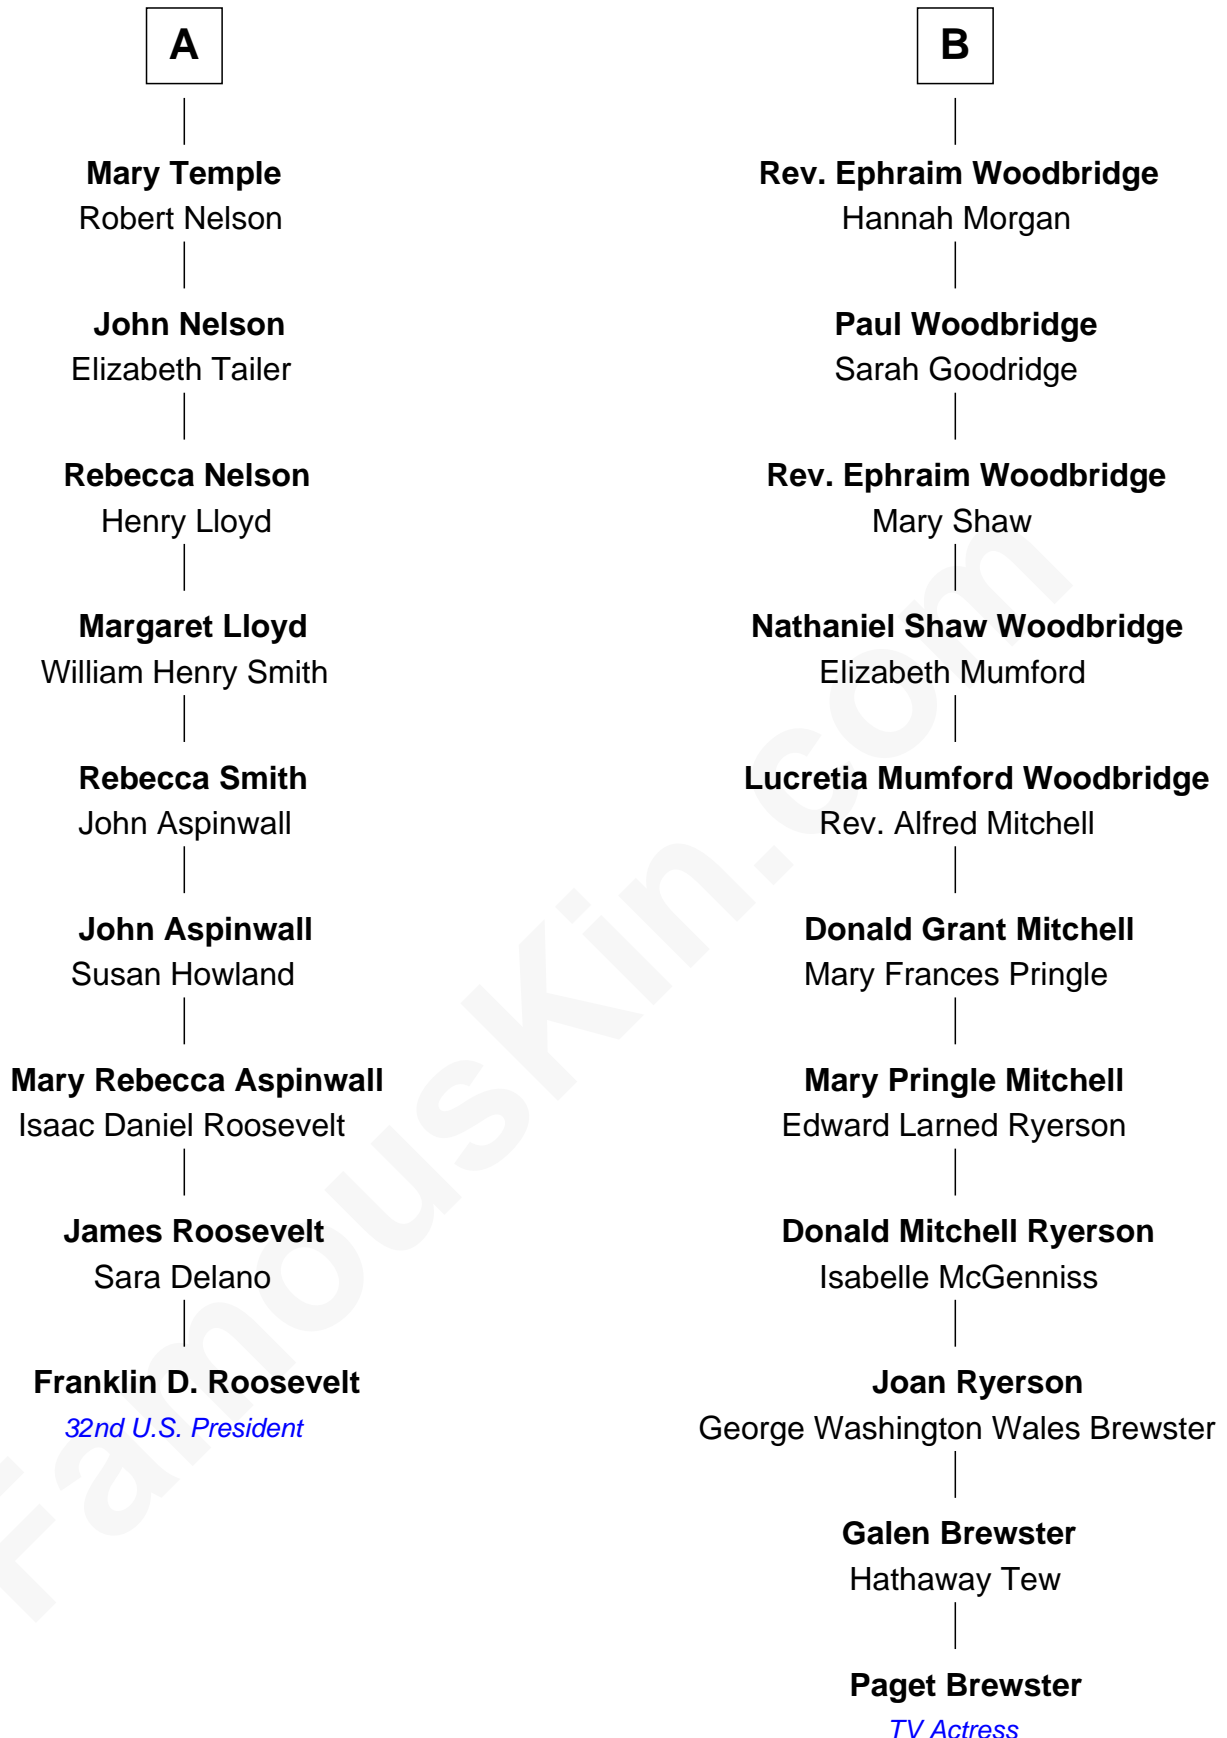 A
Mary Temple
Robert Nelson
John Nelson
Elizabeth Tailer
Rebecca Nelson
Henry Lloyd
Margaret Lloyd
William Henry Smith
Rebecca Smith
John Aspinwall
John Aspinwall
Susan Howland
Mary Rebecca Aspinwall
Isaac Daniel Roosevelt
James Roosevelt
Sara Delano
Franklin D. Roosevelt
32nd U.S. President
B
Rev. Ephraim Woodbridge
Hannah Morgan
Paul Woodbridge
Sarah Goodridge
Rev. Ephraim Woodbridge
Mary Shaw
Nathaniel Shaw Woodbridge
Elizabeth Mumford
Lucretia Mumford Woodbridge
Rev. Alfred Mitchell
Donald Grant Mitchell
Mary Frances Pringle
Mary Pringle Mitchell
Edward Larned Ryerson
Donald Mitchell Ryerson
Isabelle McGenniss
Joan Ryerson
George Washington Wales Brewster
Galen Brewster
Hathaway Tew
Paget Brewster
TV Actress
FamousKin.com